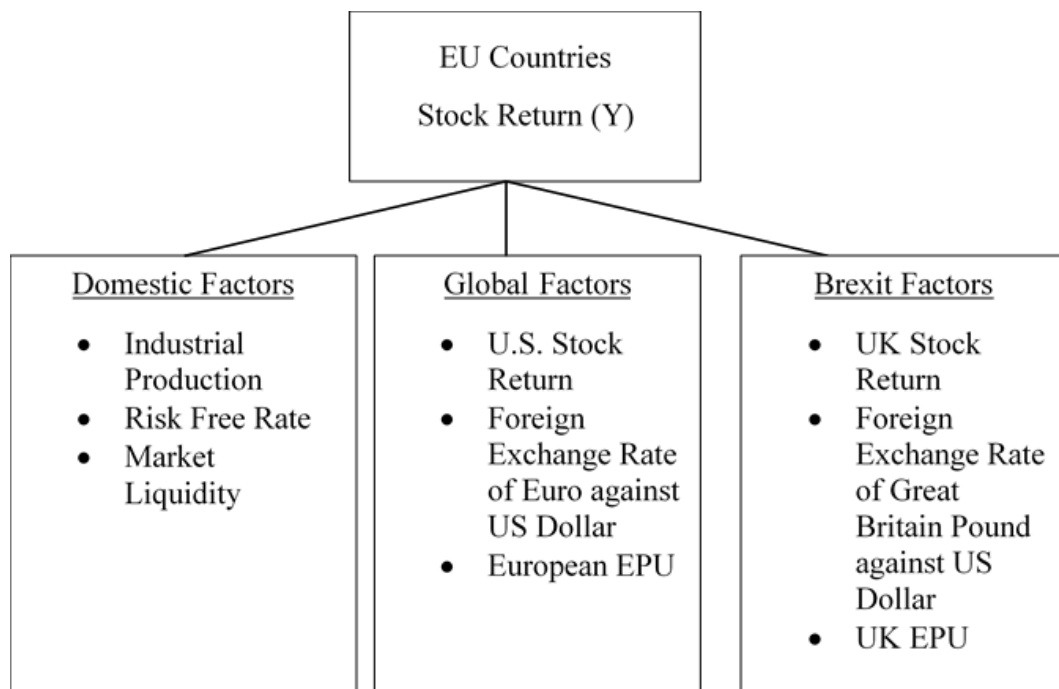 EU Countries
Stock Return (Y)
Domestic Factors
• Industrial
Production
• Risk Free Rate
• Market
Liquidity
Global Factors
• U.S. Stock
Return
• Foreign
Exchange Rate
of Euro against
US Dollar
• European EPU
Brexit Factors
• UK Stock
Return
• Foreign
Exchange Rate
of Great
Britain Pound
against US
Dollar
• UK EPU